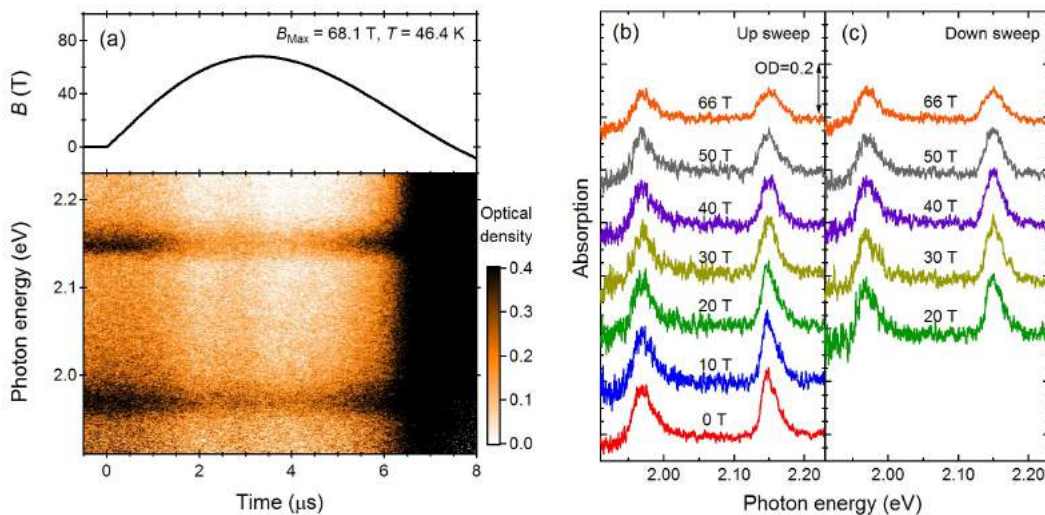 (a)
B_Max = 68.1 T, T = 46.4 K
80
40
0
B (T)
2.2
2.1
2.0
Photon energy (eV)
0
2
4
6
8
Time (μs)
Optical
density
0.4
0.3
0.2
0.1
0.0
(b) Up sweep
OD=0.2
66 T
50 T
40 T
30 T
20 T
10 T
0 T
Absorption
2.00
2.10
2.20
(c) Down sweep
66 T
50 T
40 T
30 T
20 T
2.00
2.10
2.20
Photon energy (eV)